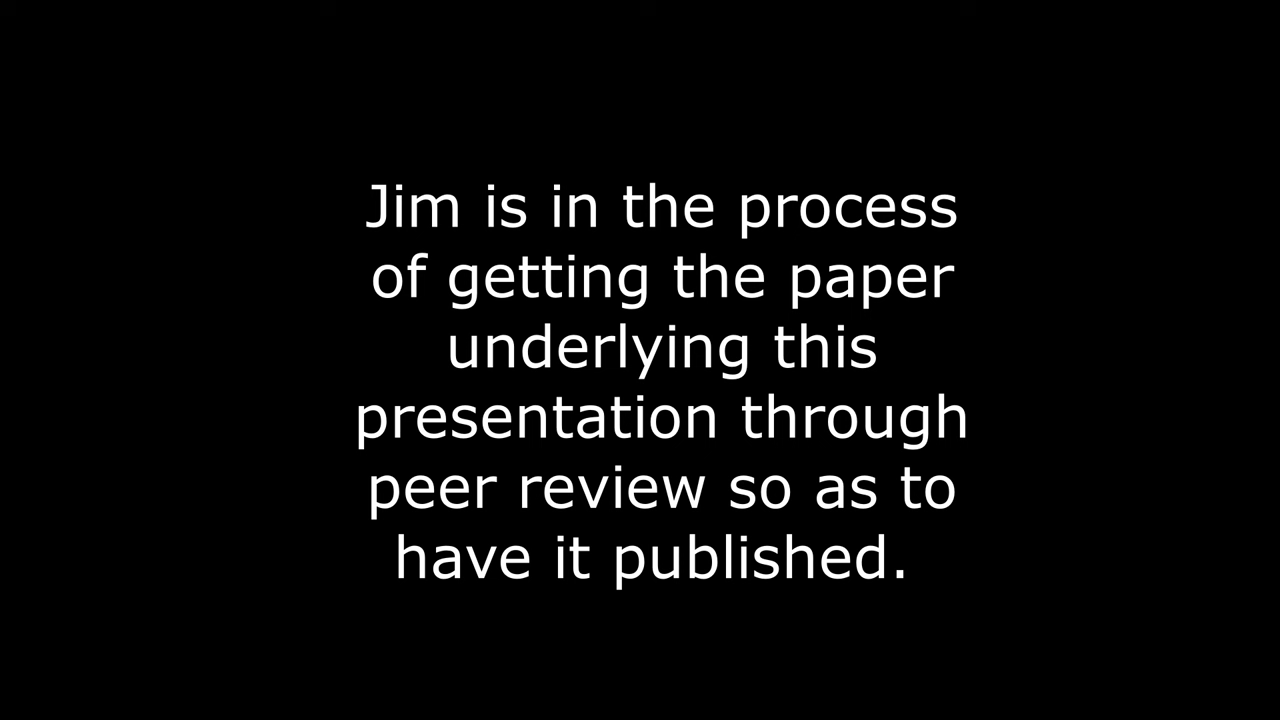 Jim is in the process
of getting the paper
underlying this
presentation through
peer review so as to
have it published.